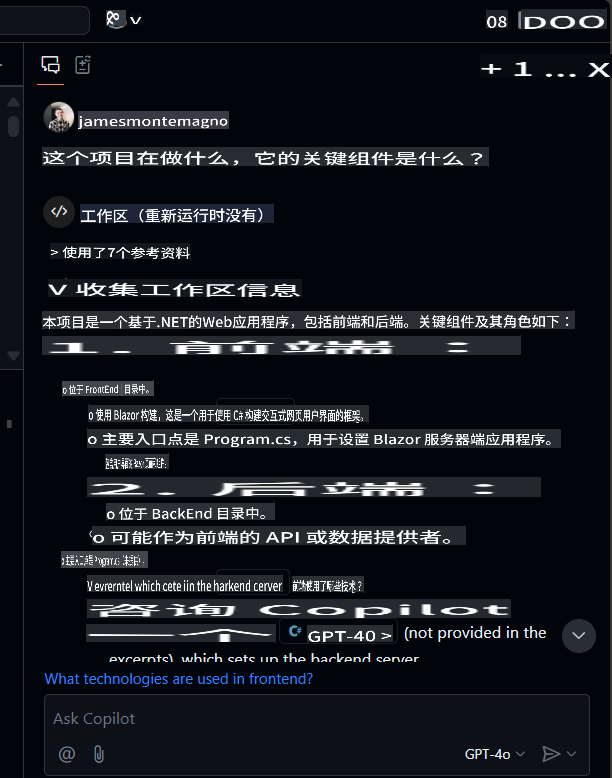 V
08 DOO
+ 1 ... X
jamesmontemagno
这个项目在做什么，它的关键组件是什么？
工作区（重新运行时没有）
> 使用了7个参考资料
V 收集工作区信息
本项目是一个基于.NET的Web应用程序，包括前端和后端。关键组件及其角色如下：
1. 前端：
o 位于 FrontEnd 目录中。
o 使用 Blazor 构建，这是一个用于使用 C# 构建交互式网页用户界面的框架。
o 主要入口点是 Program.cs，用于设置 Blazor 服务器端应用程序。
2. 后端：
o 位于 BackEnd 目录中。
o 可能作为前端的 API 或数据提供者。
V evrerntel which cete iin the harkend cerver 前端使用了哪些技术？
咨询 Copilot
一个 C# GPT-40 > (not provided in the
excerpts), which sets up the backend server.
What technologies are used in frontend?
Ask Copilot
@ GPT-4o